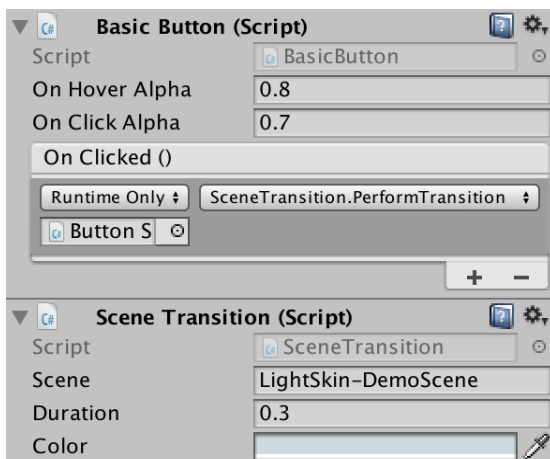 Basic Button (Script)
Script BasicButton
On Hover Alpha 0.8
On Click Alpha 0.7
On Clicked ()
Runtime Only SceneTransition.PerformTransition
Button S
+ −
Scene Transition (Script)
Script SceneTransition
Scene LightSkin-DemoScene
Duration 0.3
Color